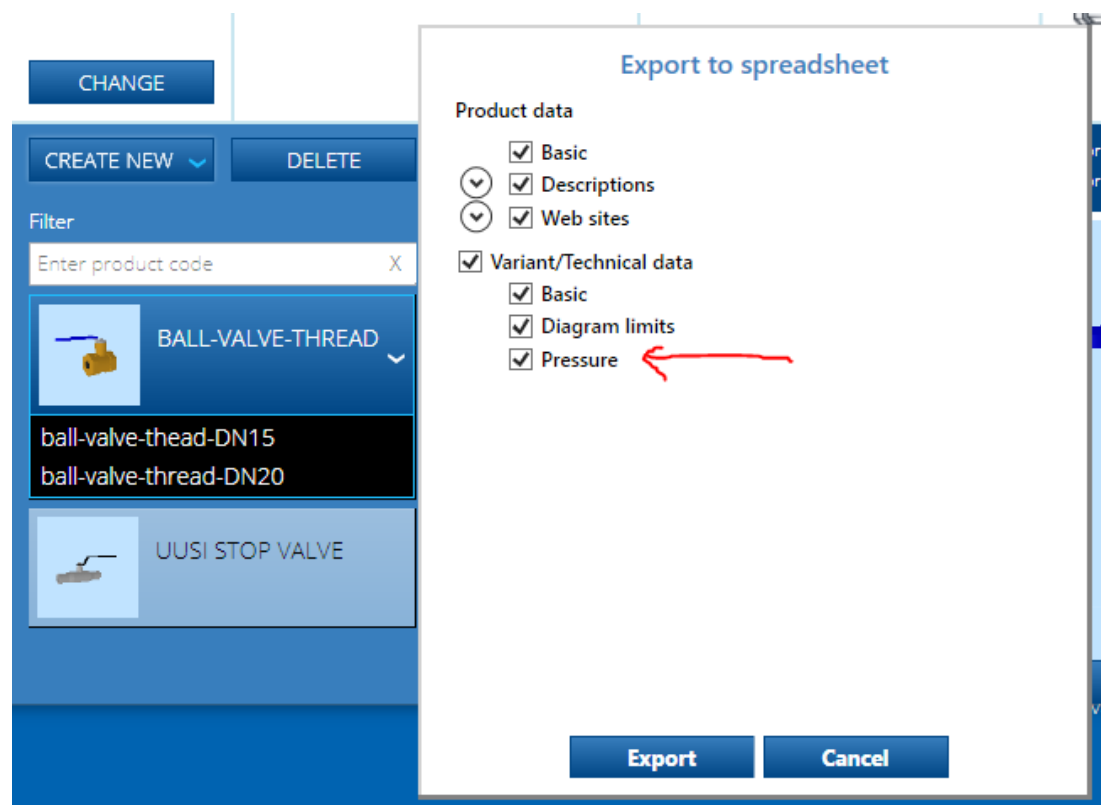 CHANGE
CREATE NEW
DELETE
Filter
Enter product code X
BALL-VALVE-THREAD
ball-valve-thead-DN15
ball-valve-thread-DN20
UUSI STOP VALVE
Export to spreadsheet
Product data
Basic
Descriptions
Web sites
Variant/Technical data
Basic
Diagram limits
Pressure
Export
Cancel